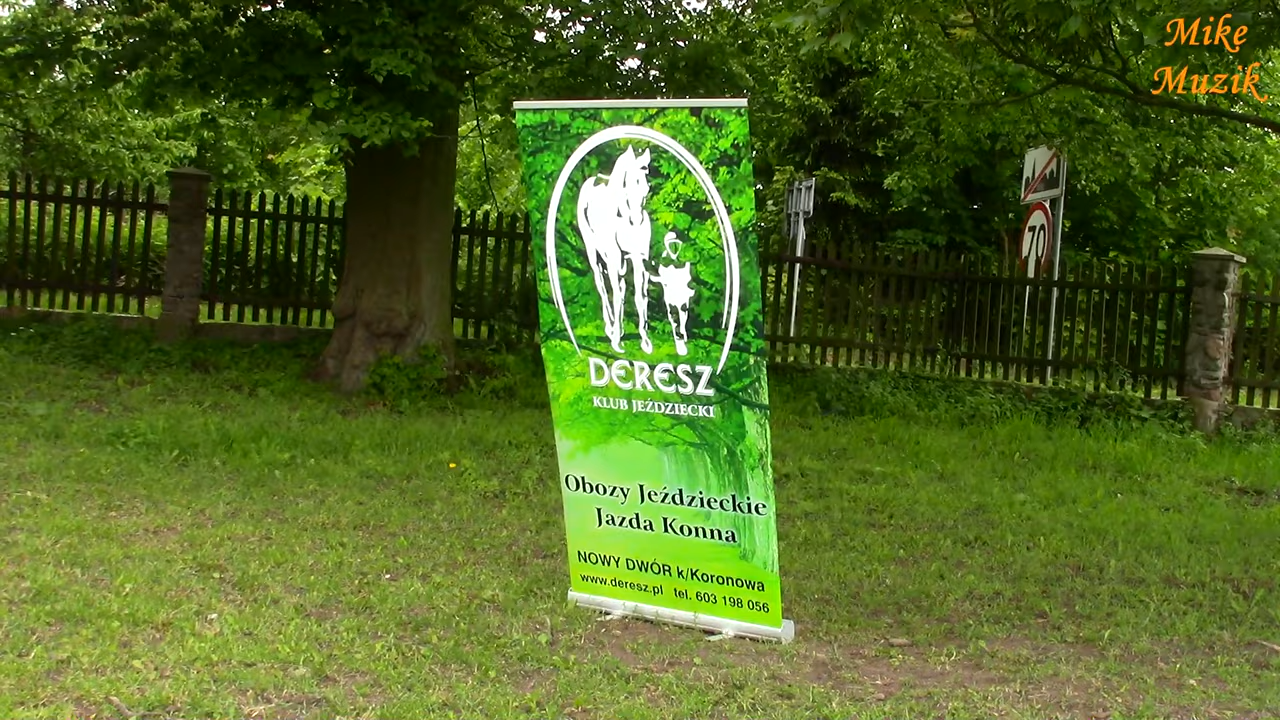 Mike
Muzik
70
DERESZ
KLUB JEŹDZIECKI
Obozy Jeździeckie
Jazda Konna
NOWY DWÓR k/Koronowa
www.deresz.pl tel. 603 198 056